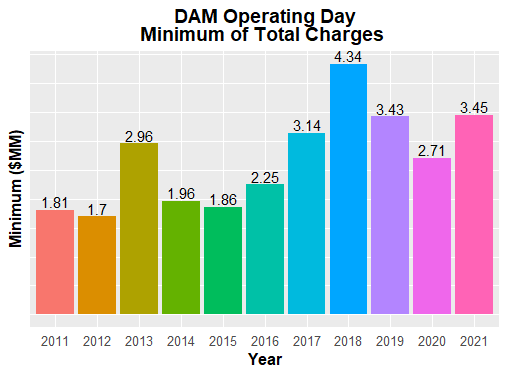 DAM Operating Day
Minimum of Total Charges
Minimum ($MM)
1.81
1.7
2.96
1.96
1.86
2.25
3.14
4.34
3.43
2.71
3.45
2011 2012 2013 2014 2015 2016 2017 2018 2019 2020 2021
Year